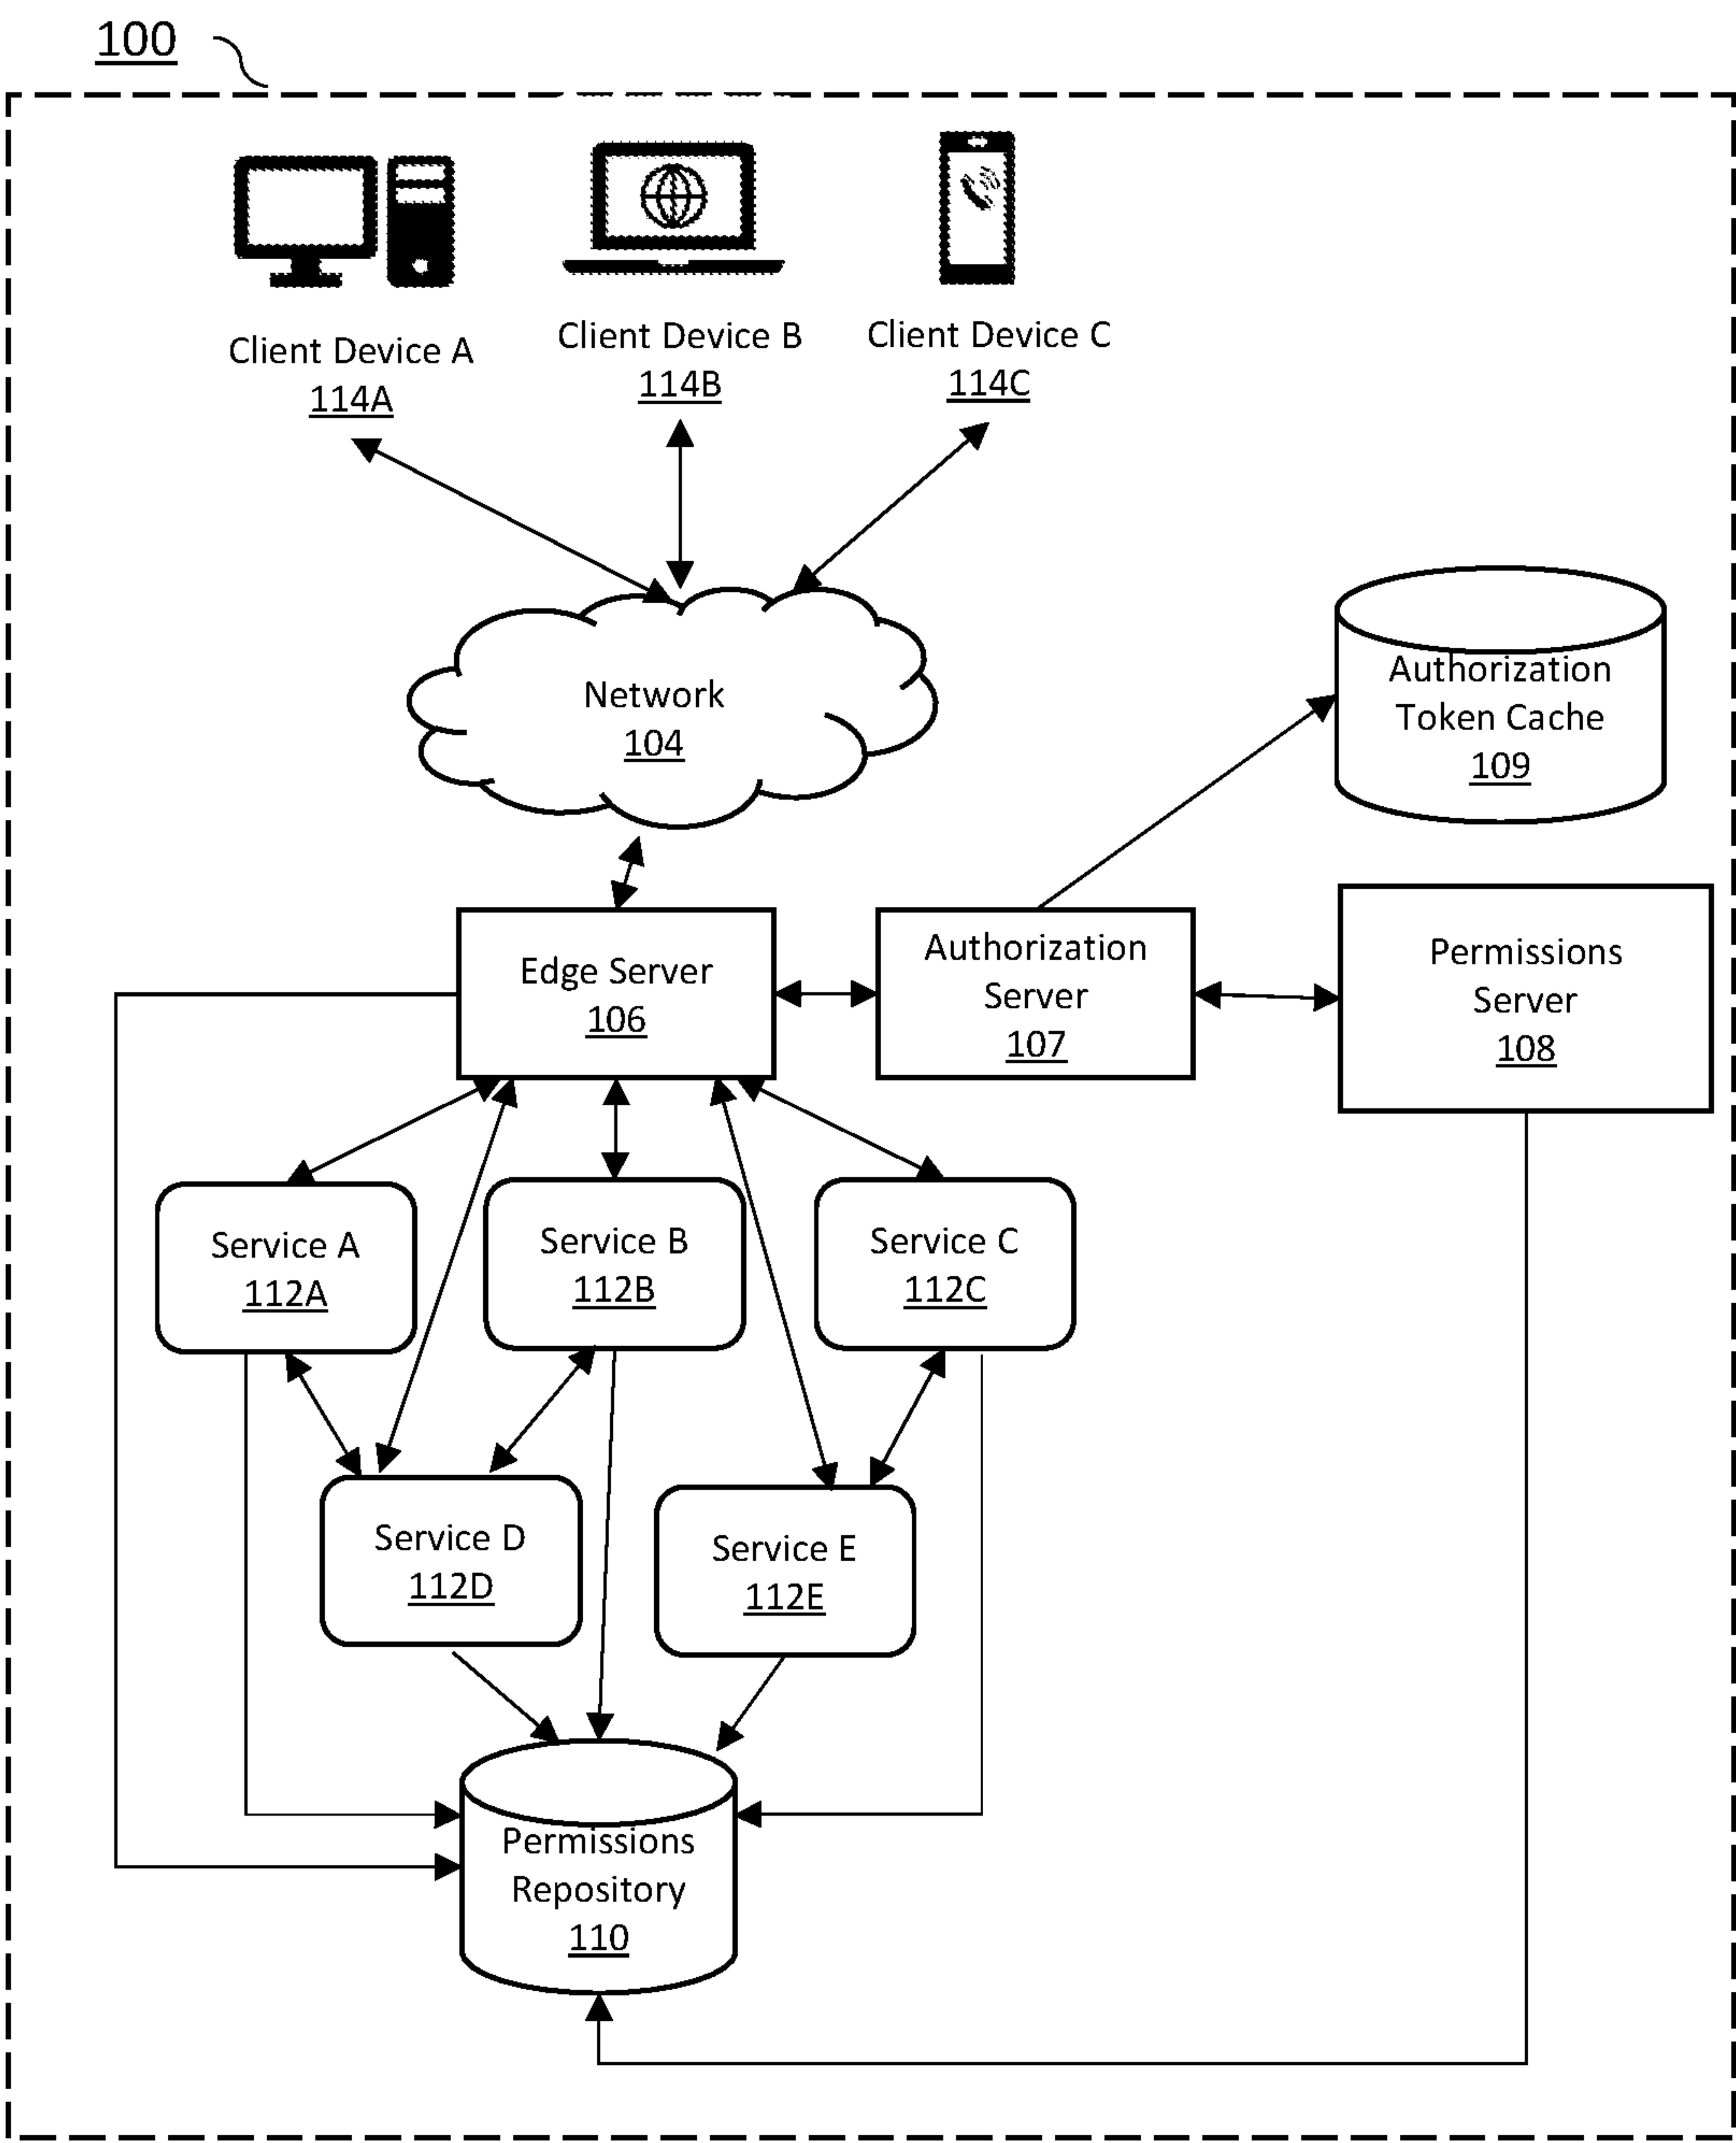 100
Client Device A
114A
Client Device B
114B
Client Device C
114C
Network
104
Authorization
Token Cache
109
Edge Server
106
Authorization
Server
107
Permissions
Server
108
Service A
112A
Service B
112B
Service C
112C
Service D
112D
Service E
112E
Permissions
Repository
110